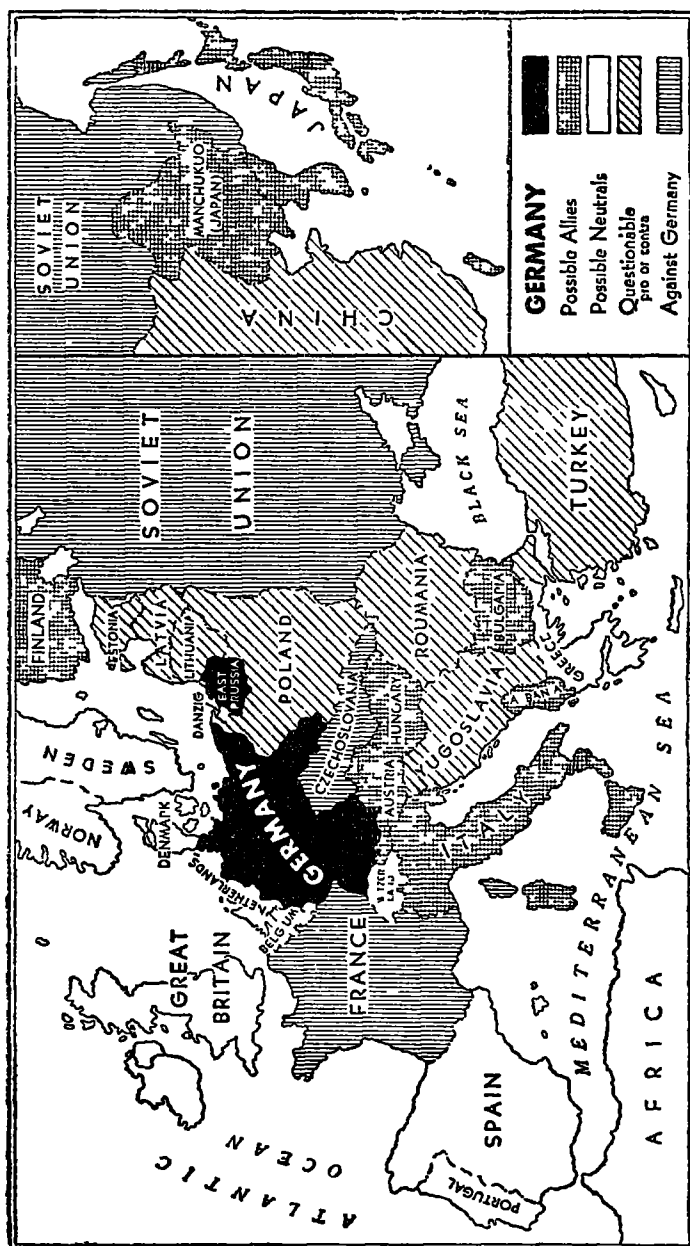 ATLANTIC
OCEAN
GREAT
BRITAIN
NORWAY
SWEDEN
DENMARK
FINLAND
ESTONIA
LATVIA
LITHUANIA
DANZIG
EAST
PRUSSIA
NETHERLANDS
BELGIUM
GERMANY
POLAND
CZECHOSLOVAKIA
FRANCE
AUSTRIA
HUNGARY
ROUMANIA
YUGOSLAVIA
BULGARIA
GREECE
ITALY
SPAIN
PORTUGAL
MEDITERRANEAN SEA
AFRICA
SOVIET
UNION
BLACK SEA
TURKEY
SOVIET
UNION
MANCHUKUO
(JAPAN)
JAPAN
CHINA
GERMANY
Possible Allies
Possible Neutrals
Questionable
pro or contra
Against Germany